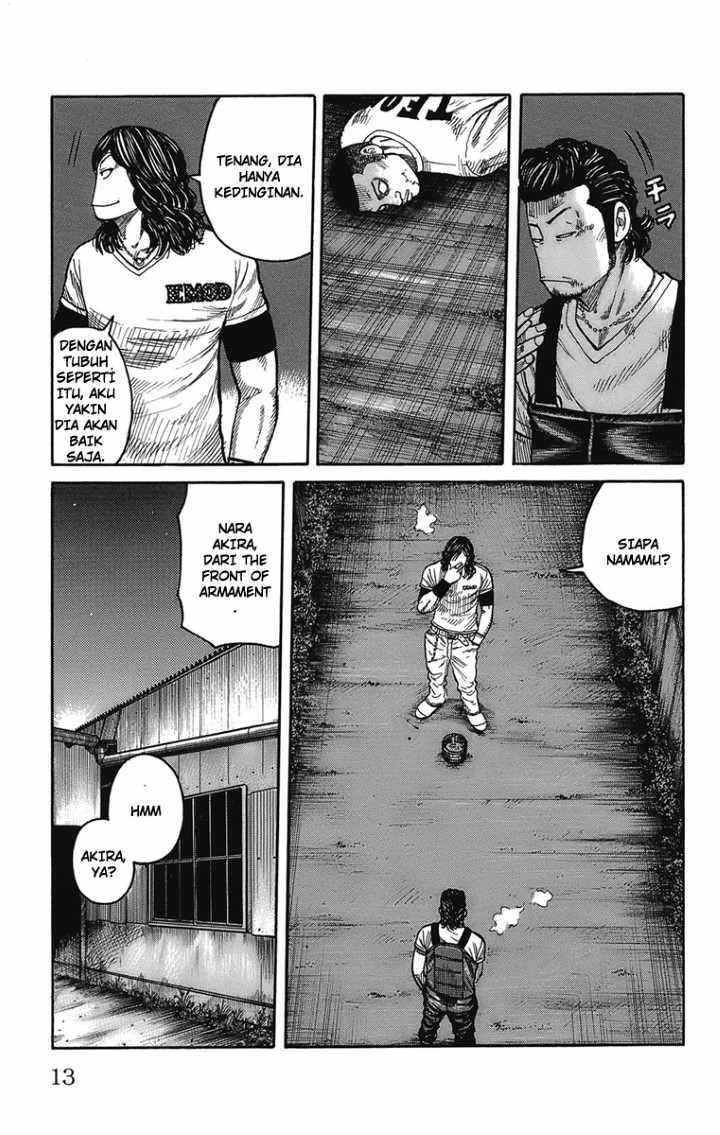 チラ
TENANG, DIA
HANYA
KEDINGINAN.
DENGAN
TUBUH
SEPERTI
ITU, AKU
YAKIN
DIA AKAN
BAIK
SAJA.
SIAPA
NAMAMU?
NARA
AKIRA,
DARI THE
FRONT OF
ARMAMENT
.
HMM
AKIRA,
YA?
13